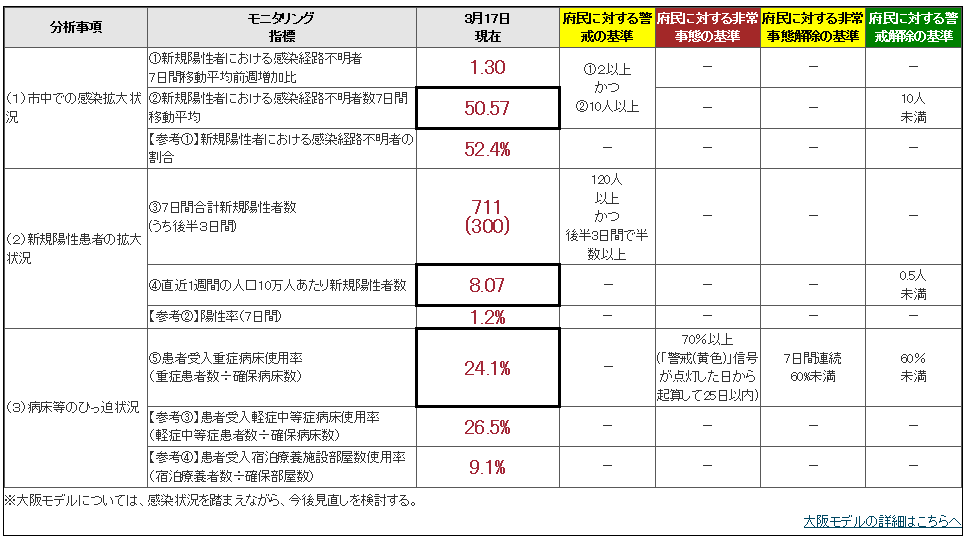 分析事項
モニタリング
指標
3月17日
現在
府民に対する警
戒の基準
府民に対する非常
事態の基準
府民に対する非常
事態解除の基準
府民に対する警
戒解除の基準
(1)市中での感染拡大状
況
①新規陽性者における感染経路不明者
7日間移動平均前週増加比
1.30
①2以上
かつ
②10人以上
－
－
－
②新規陽性者における感染経路不明者数7日間
移動平均
50.57
－
－
10人
未満
【参考①】新規陽性者における感染経路不明者の
割合
52.4%
－
－
－
－
(2)新規陽性患者の拡大
状況
③7日間合計新規陽性者数
(うち後半3日間)
711
(300)
120人
以上
かつ
後半3日間で半
数以上
－
－
－
④直近1週間の人口10万人あたり新規陽性者数
8.07
－
－
－
0.5人
未満
【参考②】陽性率(7日間)
1.2%
－
－
－
－
(3)病床等のひっ迫状況
⑤患者受入重症病床使用率
(重症患者数÷確保病床数)
24.1%
－
70%以上
(「警戒(黄色)」信号
が点灯した日から
起算して25日以内)
7日間連続
60%未満
60%
未満
【参考③】患者受入軽症中等症病床使用率
(軽症中等症患者数÷確保病床数)
26.5%
－
－
－
－
【参考④】患者受入宿泊療養施設部屋数使用率
(宿泊療養者数÷確保部屋数)
9.1%
－
－
－
－
※大阪モデルについては、感染状況を踏まえながら、今後見直しを検討する。
大阪モデルの詳細はこちらへ